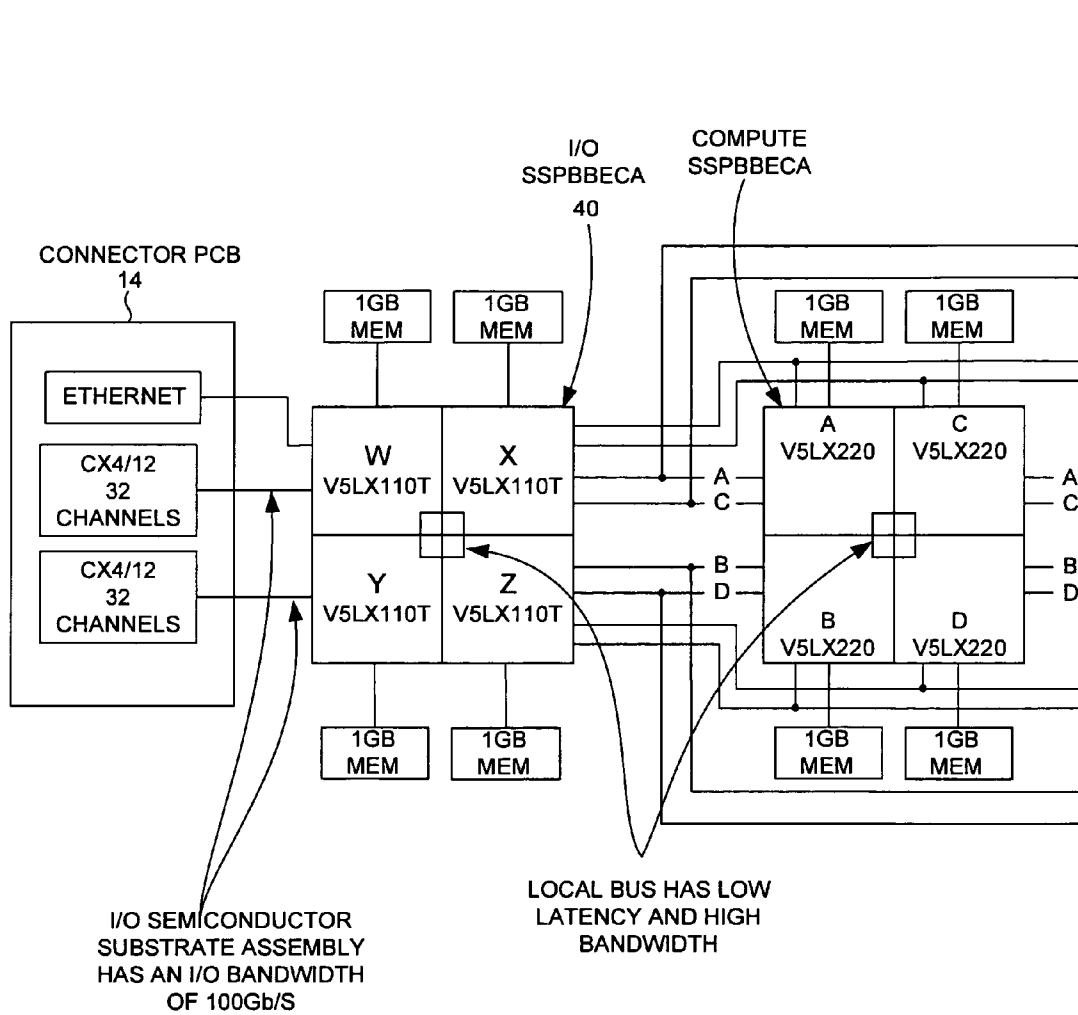 I/O
SSPBBECA
40
COMPUTE
SSPBBECA
CONNECTOR PCB
14
1GB
MEM
1GB
MEM
1GB
MEM
1GB
MEM
ETHERNET
CX4/12
32
CHANNELS
CX4/12
32
CHANNELS
W
V5LX110T
X
V5LX110T
Y
V5LX110T
Z
V5LX110T
A
C
B
D
A
V5LX220
C
V5LX220
B
V5LX220
D
V5LX220
A
C
B
D
1GB
MEM
1GB
MEM
1GB
MEM
1GB
MEM
I/O SEMICONDUCTOR
SUBSTRATE ASSEMBLY
HAS AN I/O BANDWIDTH
OF 100Gb/S
LOCAL BUS HAS LOW
LATENCY AND HIGH
BANDWIDTH